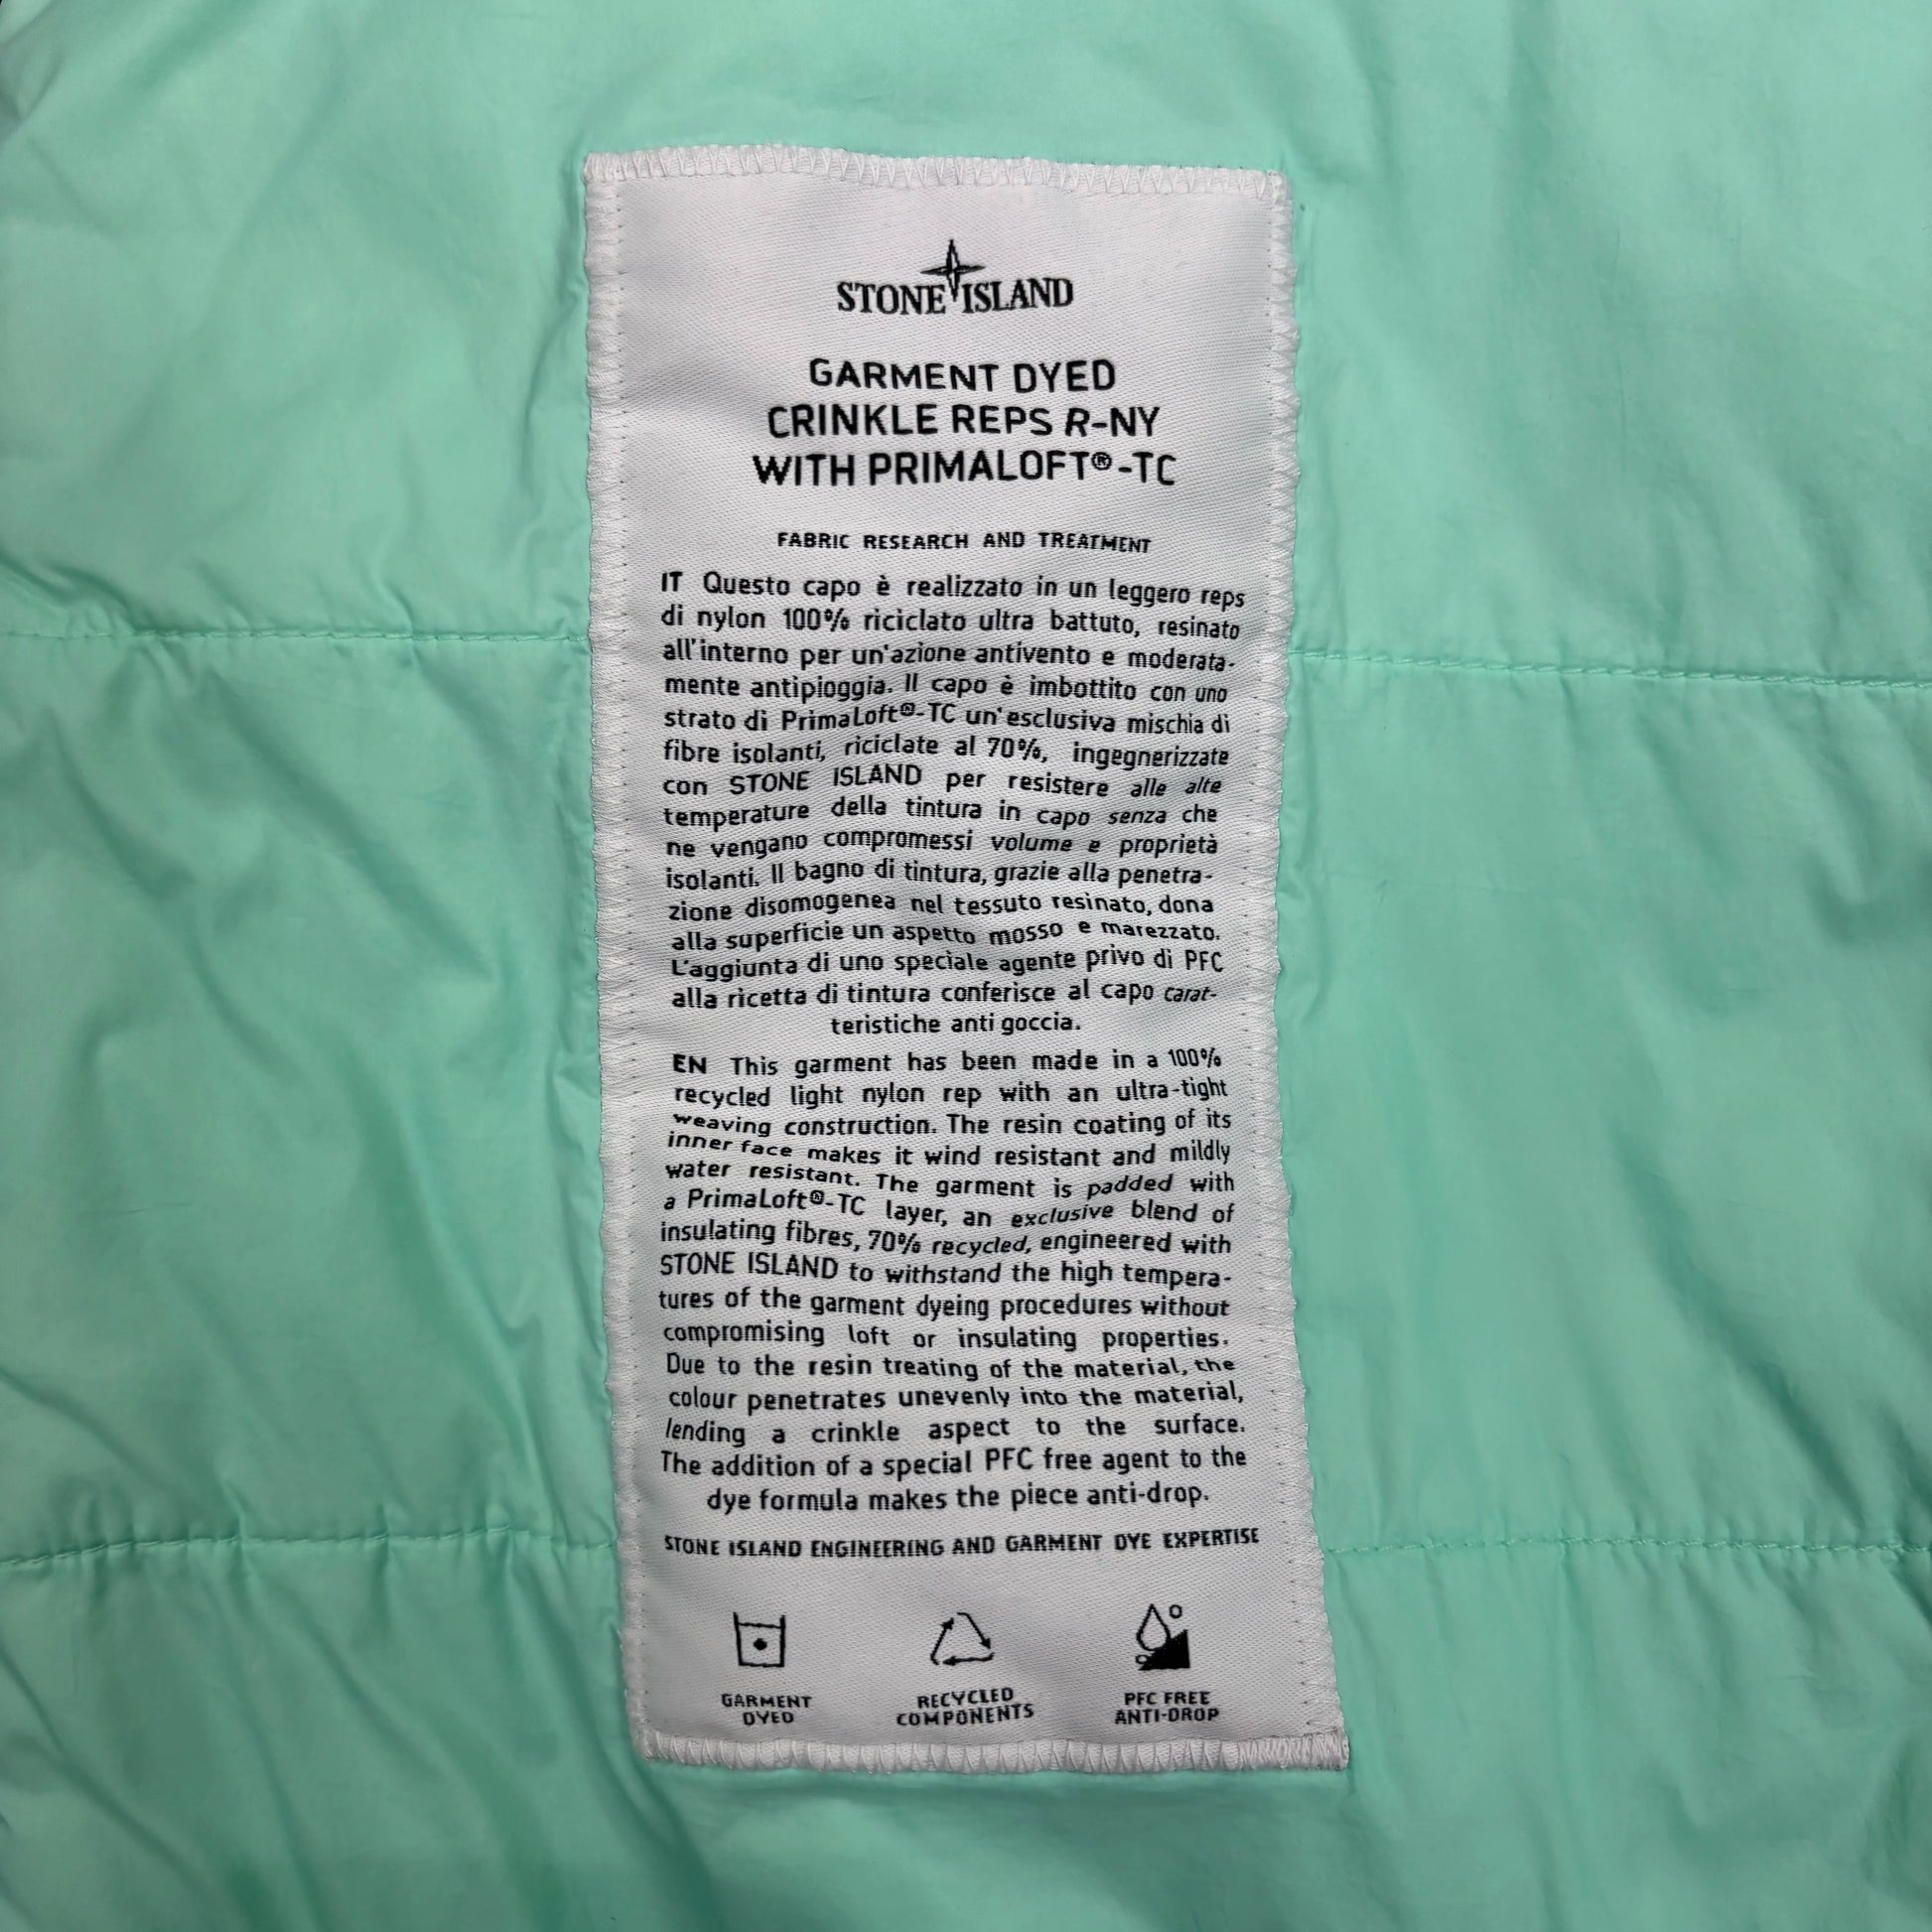 STONE ISLAND
GARMENT DYED
CRINKLE REPS R-NY
WITH PRIMALOFT®-TC
FABRIC RESEARCH AND TREATMENT
IT Questo capo è realizzato in un leggero reps
di nylon 100% riciclato ultra battuto, resinato
all'interno per un'azione antivento e moderata-
mente antipioggia. Il capo è imbottito con uno
strato di PrimaLoft®-TC un'esclusiva mischia di
fibre isolanti, riciclate al 70%, ingegnerizzate
con STONE ISLAND per resistere alle alte
temperature della tintura in capo senza che
ne vengano compromessi volume e proprietà
isolanti. Il bagno di tintura, grazie alla penetra-
zione disomogenea nel tessuto resinato, dona
alla superficie un aspetto mosso e marezzato.
L'aggiunta di uno speciale agente privo di PFC
alla ricetta di tintura conferisce al capo carat-
teristiche anti goccia.
EN This garment has been made in a 100%
recycled light nylon rep with an ultra-tight
weaving construction. The resin coating of its
inner face makes it wind resistant and mildly
water resistant. The garment is padded with
a PrimaLoft®-TC layer, an exclusive blend of
insulating fibres, 70% recycled, engineered with
STONE ISLAND to withstand the high tempera-
tures of the garment dyeing procedures without
compromising loft or insulating properties.
Due to the resin treating of the material, the
colour penetrates unevenly into the material,
lending a crinkle aspect to the surface.
The addition of a special PFC free agent to the
dye formula makes the piece anti-drop.
STONE ISLAND ENGINEERING AND GARMENT DYE EXPERTISE
GARMENT
DYED
RECYCLED
COMPONENTS
PFC FREE
ANTI-DROP